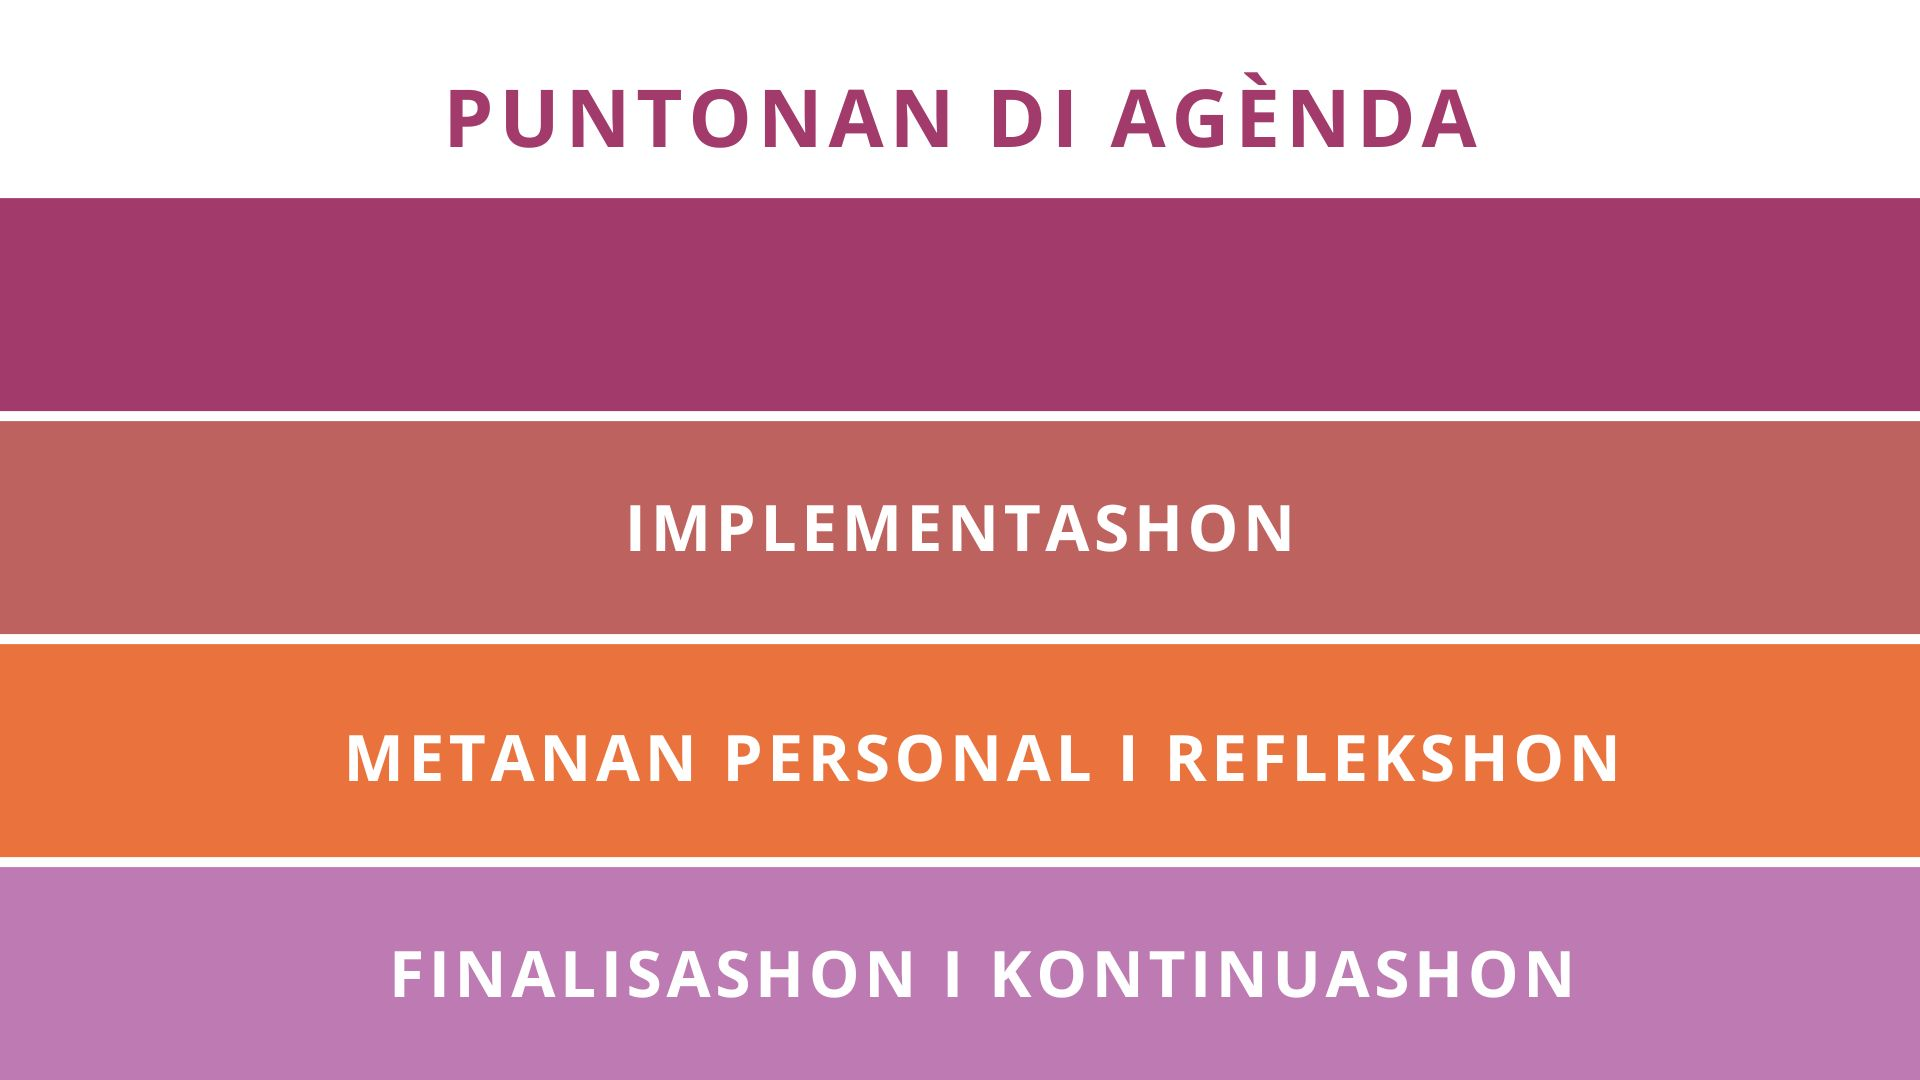 PUNTONAN DI AGÈNDA
IMPLEMENTASHON
METANAN PERSONAL I REFLEKSHON
FINALISASHON I KONTINUASHON